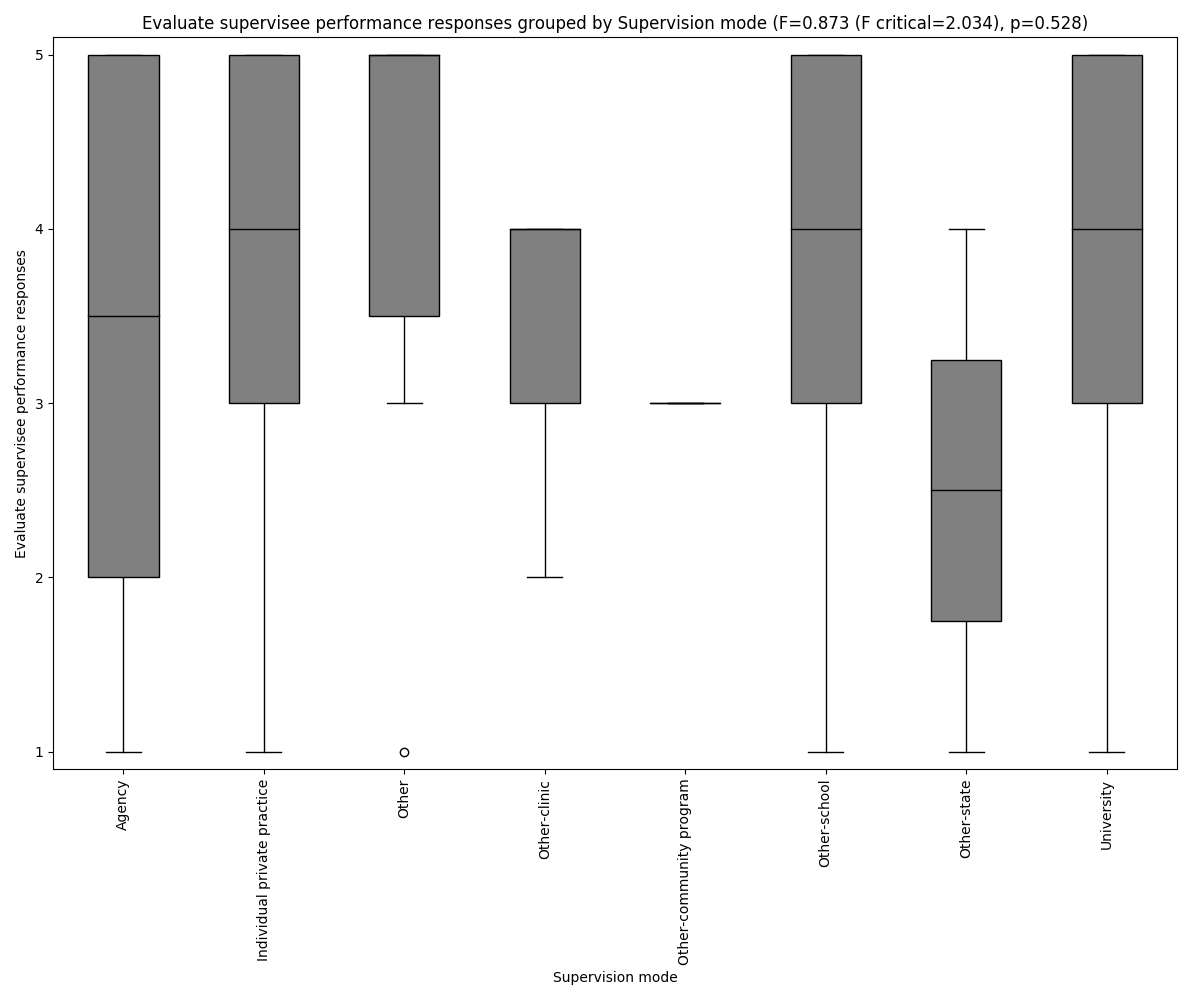 Evaluate supervisee performance responses grouped by Supervision mode (F=0.873 (F critical=2.034), p=0.528)
Evaluate supervisee performance responses
5
4
3
2
1
Agency
Individual private practice
Other
Other-clinic
Other-community program
Other-school
Other-state
University
Supervision mode